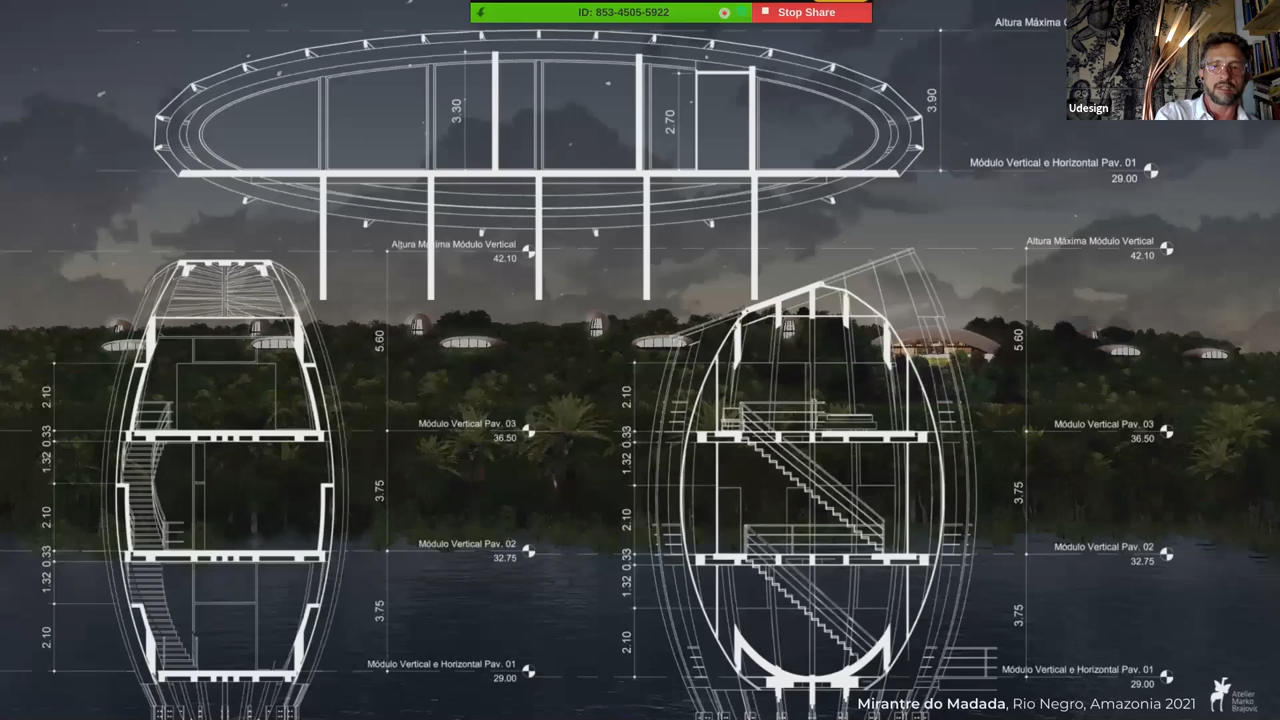 ID: 853-4505-5922
Stop Share
Altura Máxima
Udesign
3.30
2.70
3.90
Módulo Vertical e Horizontal Pav. 01
29.00
Altura Máxima Módulo Vertical
42.10
Altura Máxima Módulo Vertical
42.10
5.60
5.60
2.10
2.10
Módulo Vertical Pav. 03
36.50
Módulo Vertical Pav. 03
36.50
0.33
0.33
1.32
1.32
3.75
3.75
2.10
2.10
Módulo Vertical Pav. 02
32.75
Módulo Vertical Pav. 02
32.75
0.33
0.33
1.32
1.32
3.75
3.75
2.10
2.10
Módulo Vertical e Horizontal Pav. 01
29.00
Módulo Vertical e Horizontal Pav. 01
29.00
Mirantre do Madada, Rio Negro, Amazonia 2021
Atelier
Marko
Brajovic